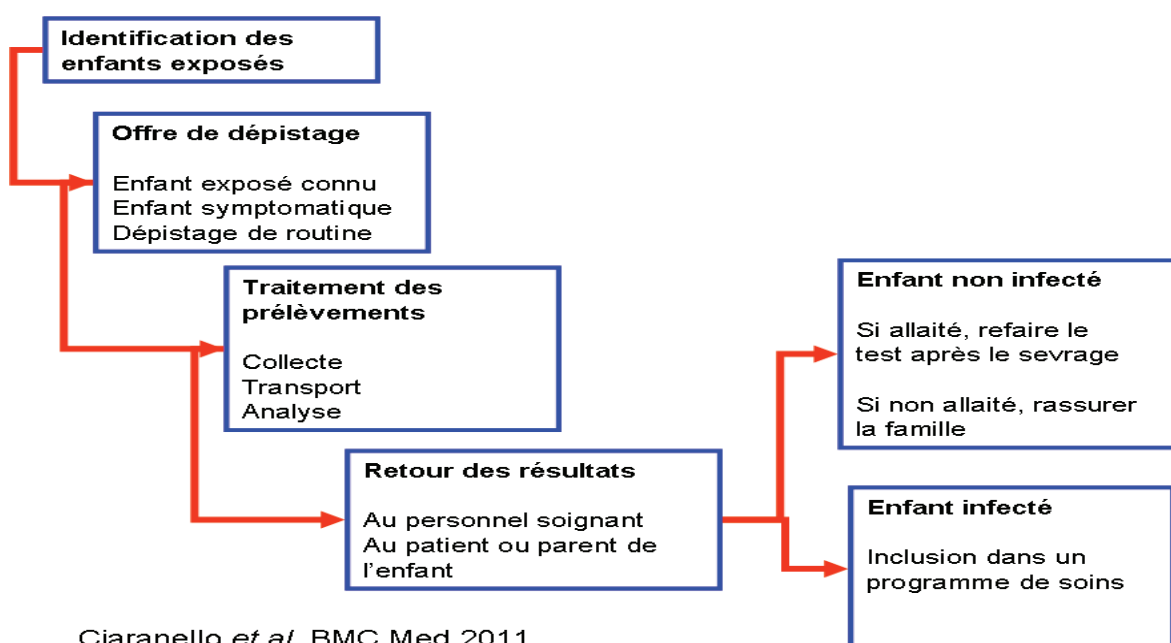 Identification des
enfants exposés
Offre de dépistage
Enfant exposé connu
Enfant symptomatique
Dépistage de routine
Traitement des
prélèvements
Collecte
Transport
Analyse
Retour des résultats
Au personnel soignant
Au patient ou parent de
l'enfant
Enfant non infecté
Si allaité, refaire le
test après le sevrage
Si non allaité, rassurer
la famille
Enfant infecté
Inclusion dans un
programme de soins
Ciaranello et al. BMC Med 2011